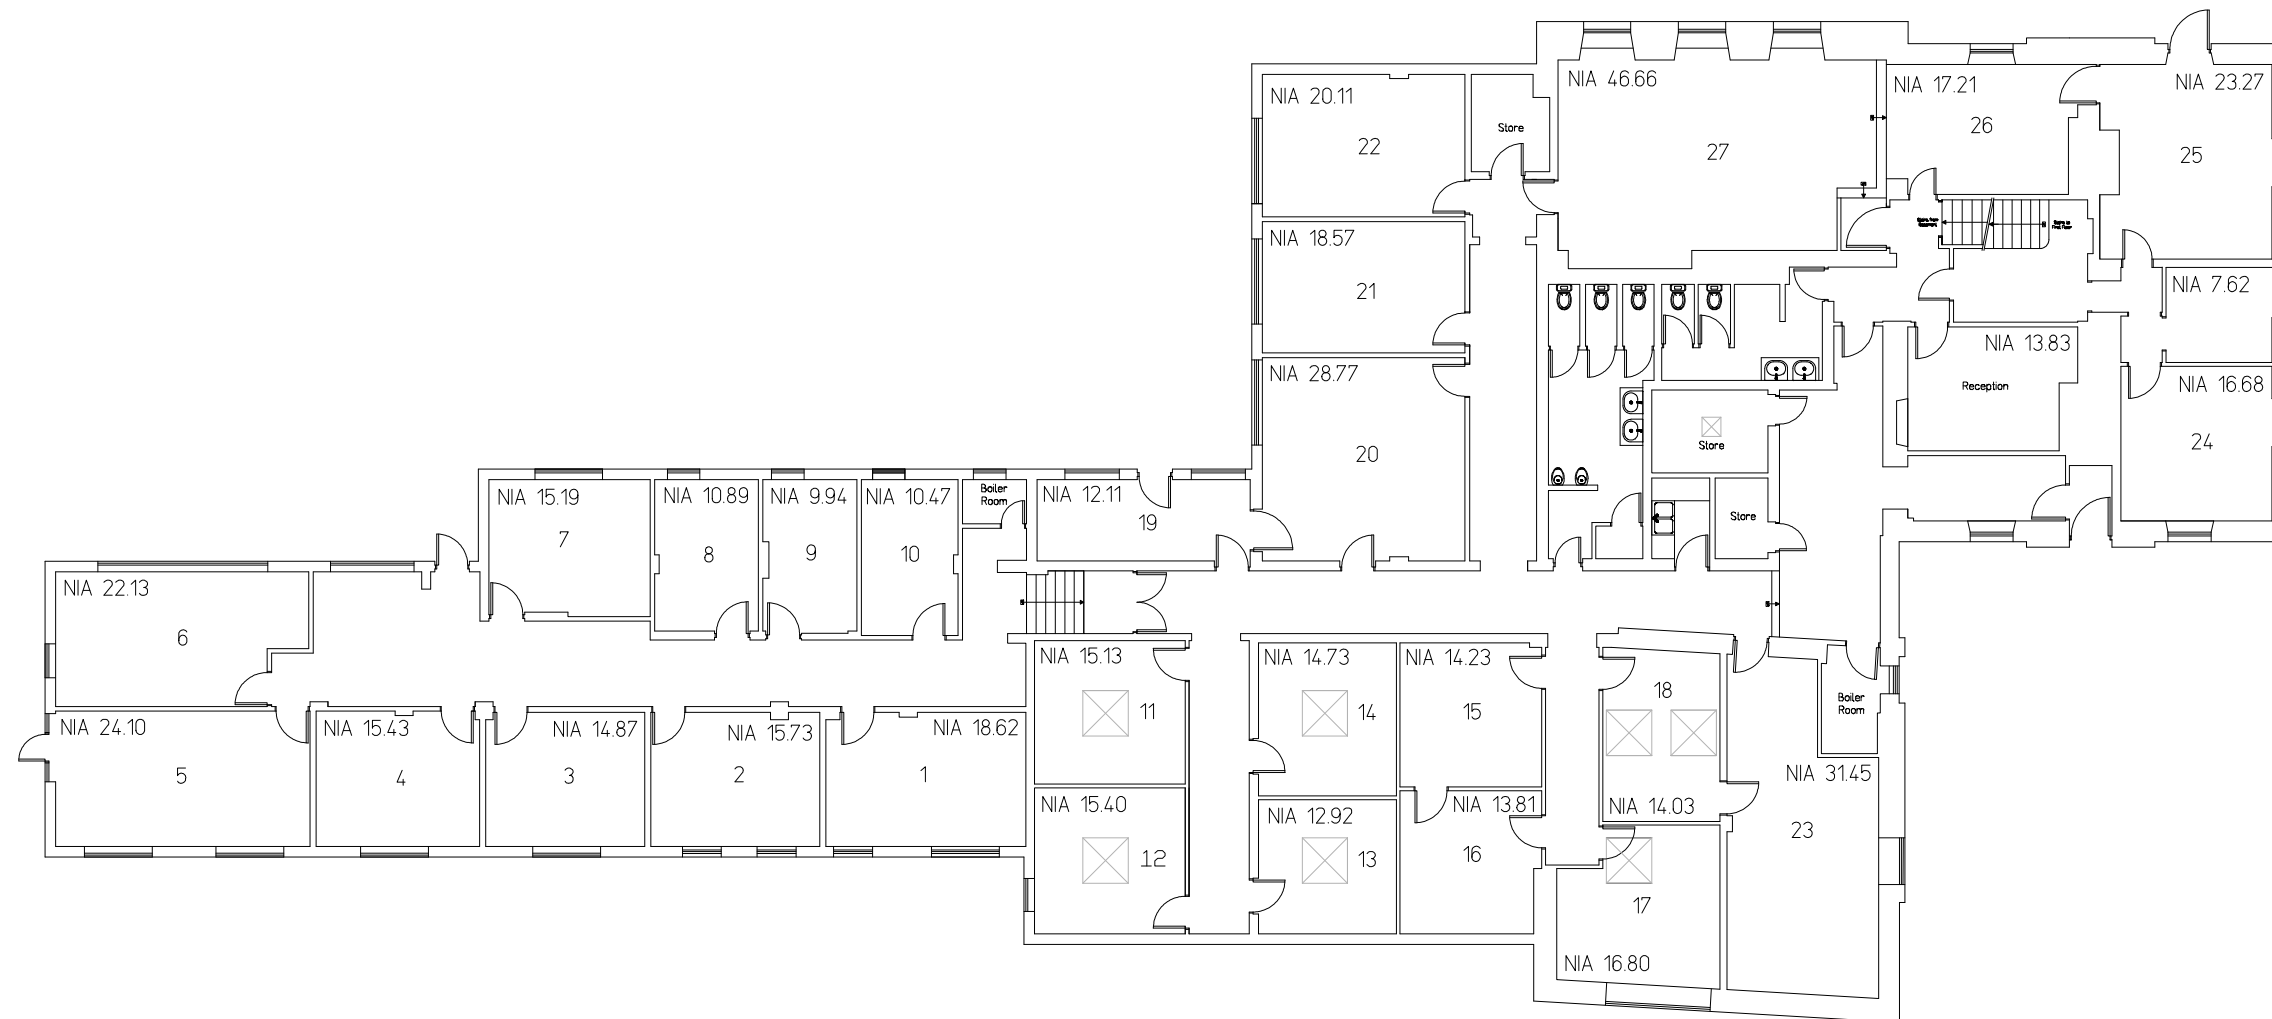 NIA 46.66
27
NIA 17.21
26
NIA 23.27
25
NIA 20.11
22
Store
NIA 18.57
21
NIA 28.77
20
NIA 7.62
NIA 13.83
Reception
NIA 16.68
24
Store
Store
NIA 15.19
7
NIA 10.89
8
NIA 9.94
9
NIA 10.47
10
Boiler
Room
NIA 12.11
19
NIA 22.13
6
NIA 24.10
5
NIA 15.43
4
NIA 14.87
3
NIA 15.73
2
NIA 18.62
1
NIA 15.13
11
NIA 15.40
12
NIA 14.73
14
NIA 12.92
13
NIA 14.23
15
NIA 13.81
16
18
NIA 14.03
17
NIA 16.80
Boiler
Room
NIA 31.45
23